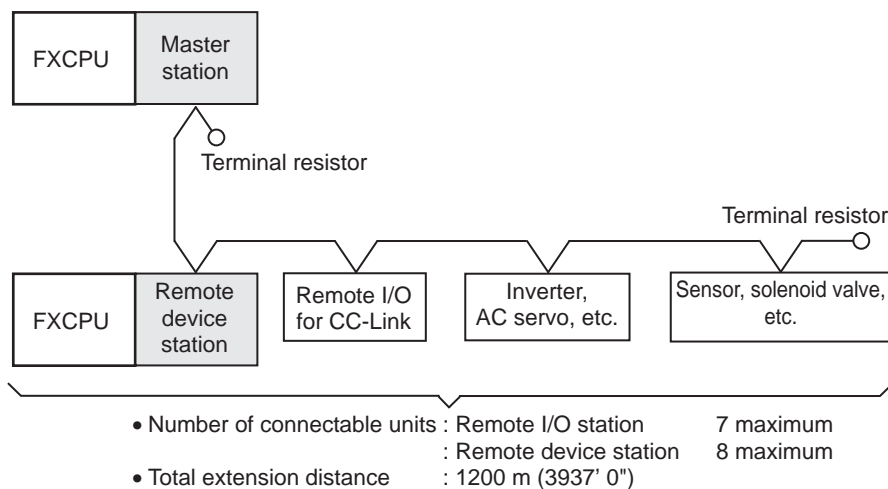 FXCPU
Master
station
Terminal resistor
Terminal resistor
FXCPU
Remote
device
station
Remote I/O
for CC-Link
Inverter,
AC servo, etc.
Sensor, solenoid valve,
etc.
• Number of connectable units : Remote I/O station 7 maximum
: Remote device station 8 maximum
• Total extension distance : 1200 m (3937' 0")